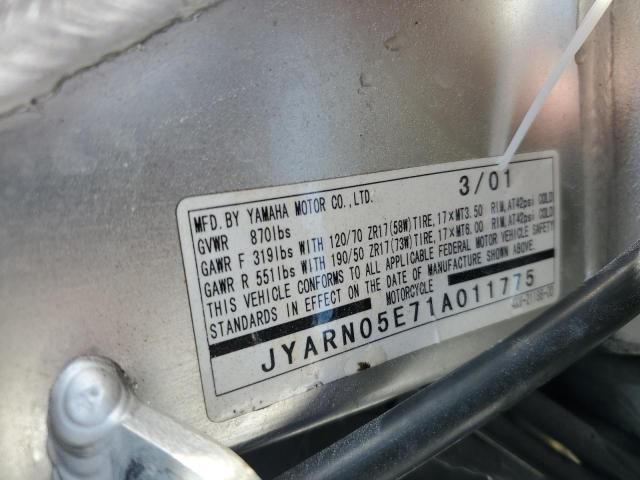 3/01
MFD. BY YAMAHA MOTOR CO., LTD.
GVWR 870lbs
GAWR F 319lbs WITH 120/70 ZR17(58W)TIRE, 17×MT3.50 RIM, AT42psi COLD
GAWR R 551lbs WITH 190/50 ZR17(73W)TIRE, 17×MT6.00 RIM, AT42psi COLD
THIS VEHICLE CONFORMS TO ALL APPLICABLE FEDERAL MOTOR VEHICLE SAFETY
STANDARDS IN EFFECT ON THE DATE OF MANUFACTURE SHOWN ABOVE.
MOTORCYCLE
JYARN05E71A011775